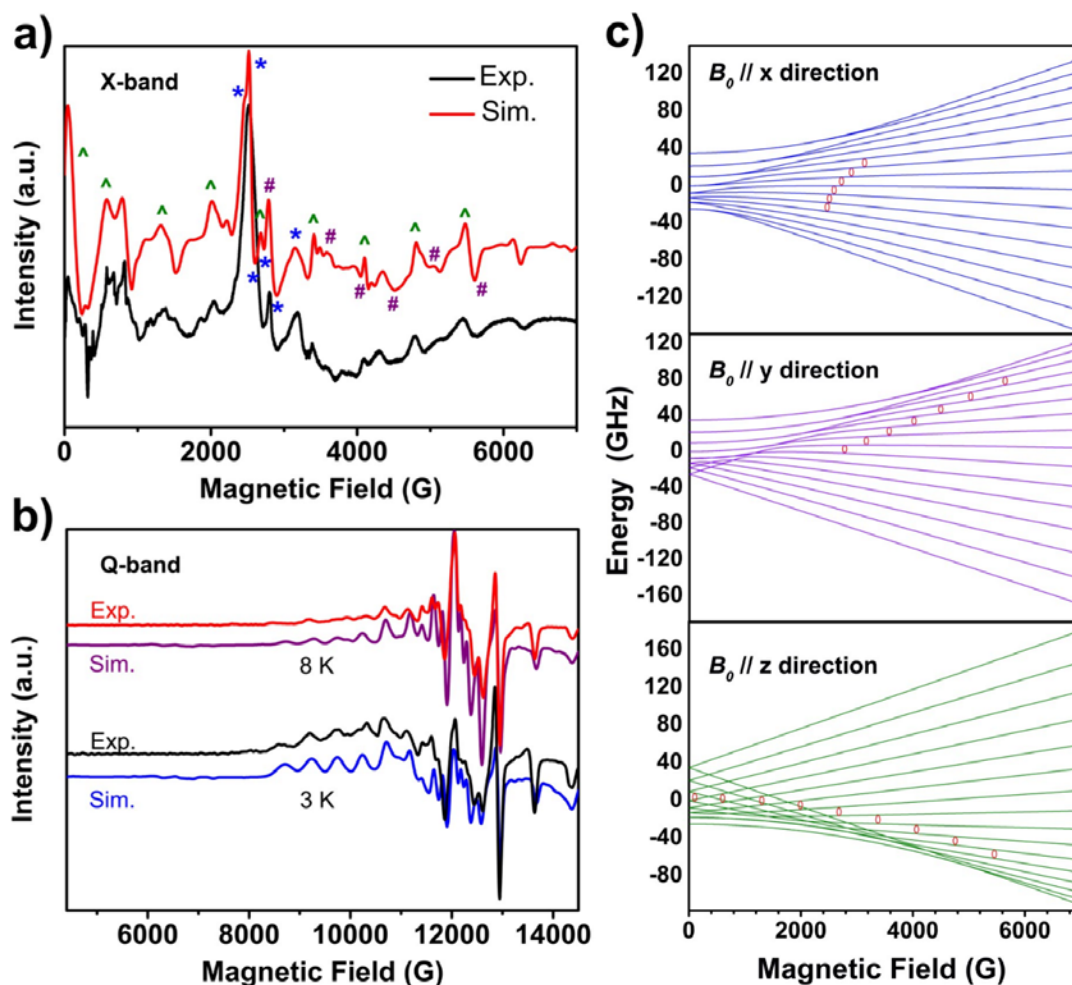 a)
X-band
Exp.
Sim.
Intensity (a.u.)
0 2000 4000 6000
Magnetic Field (G)
b)
Q-band
Exp.
Sim.
8 K
Exp.
Sim.
3 K
Intensity (a.u.)
6000 8000 10000 12000 14000
Magnetic Field (G)
c)
B0 // x direction
120
80
40
0
-40
-80
-120
B0 // y direction
120
80
40
0
-40
-80
-120
-160
Energy (GHz)
B0 // z direction
160
120
80
40
0
-40
-80
0 2000 4000 6000
Magnetic Field (G)